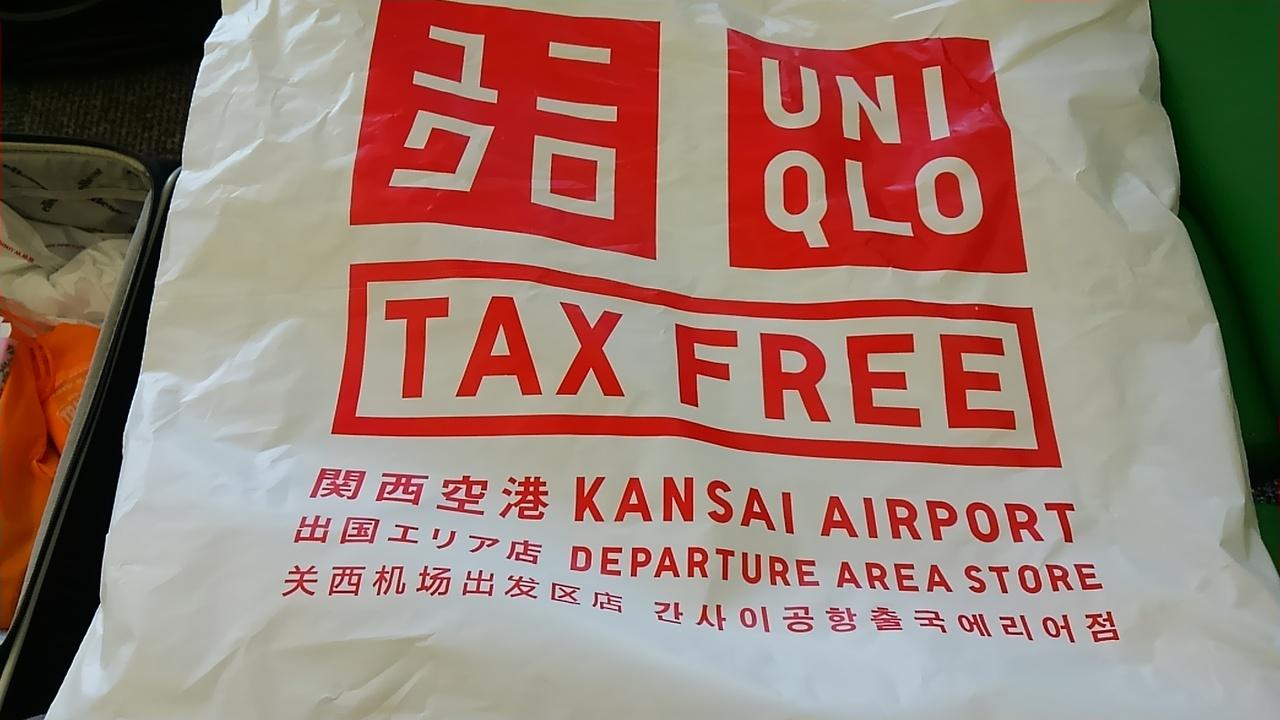 ユニ
クロ
UNI
QLO
TAX FREE
関西空港 KANSAI AIRPORT
出国エリア店 DEPARTURE AREA STORE
关西机场出发区店 간사이공항출국에리어점